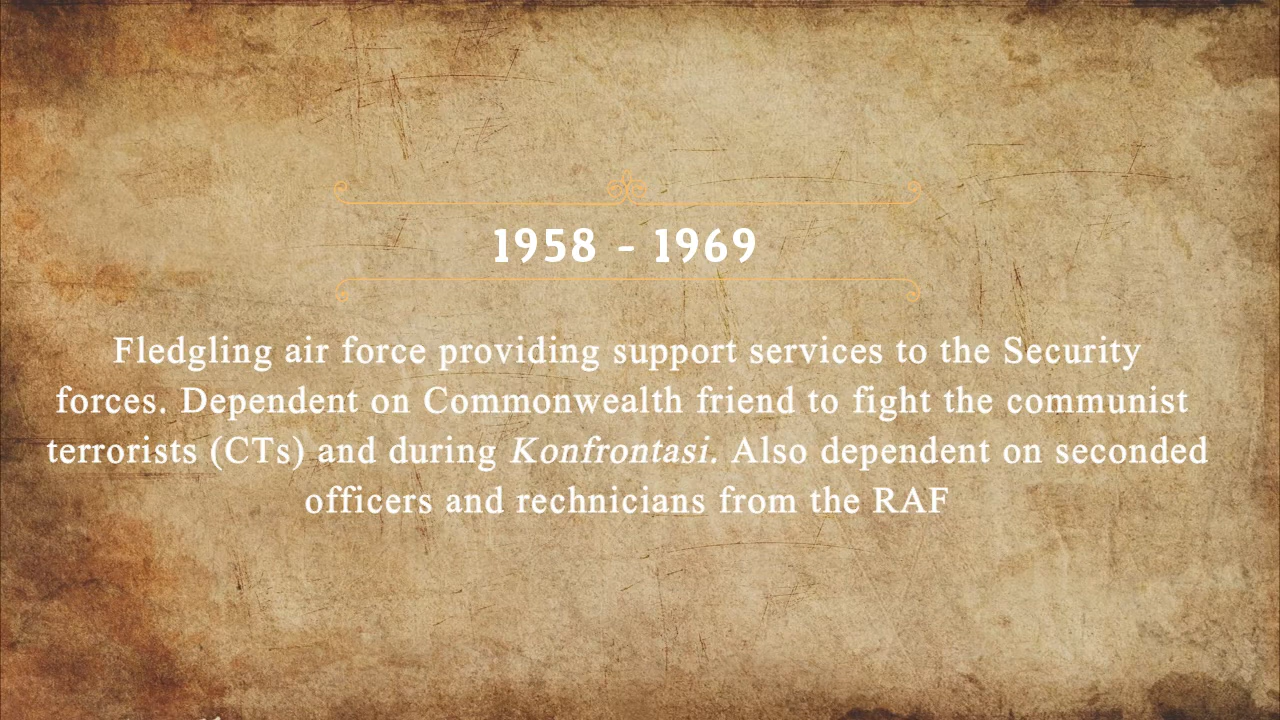 1958 - 1969
Fledgling air force providing support services to the Security
forces. Dependent on Commonwealth friend to fight the communist
terrorists (CTs) and during Konfrontasi. Also dependent on seconded
officers and rechnicians from the RAF